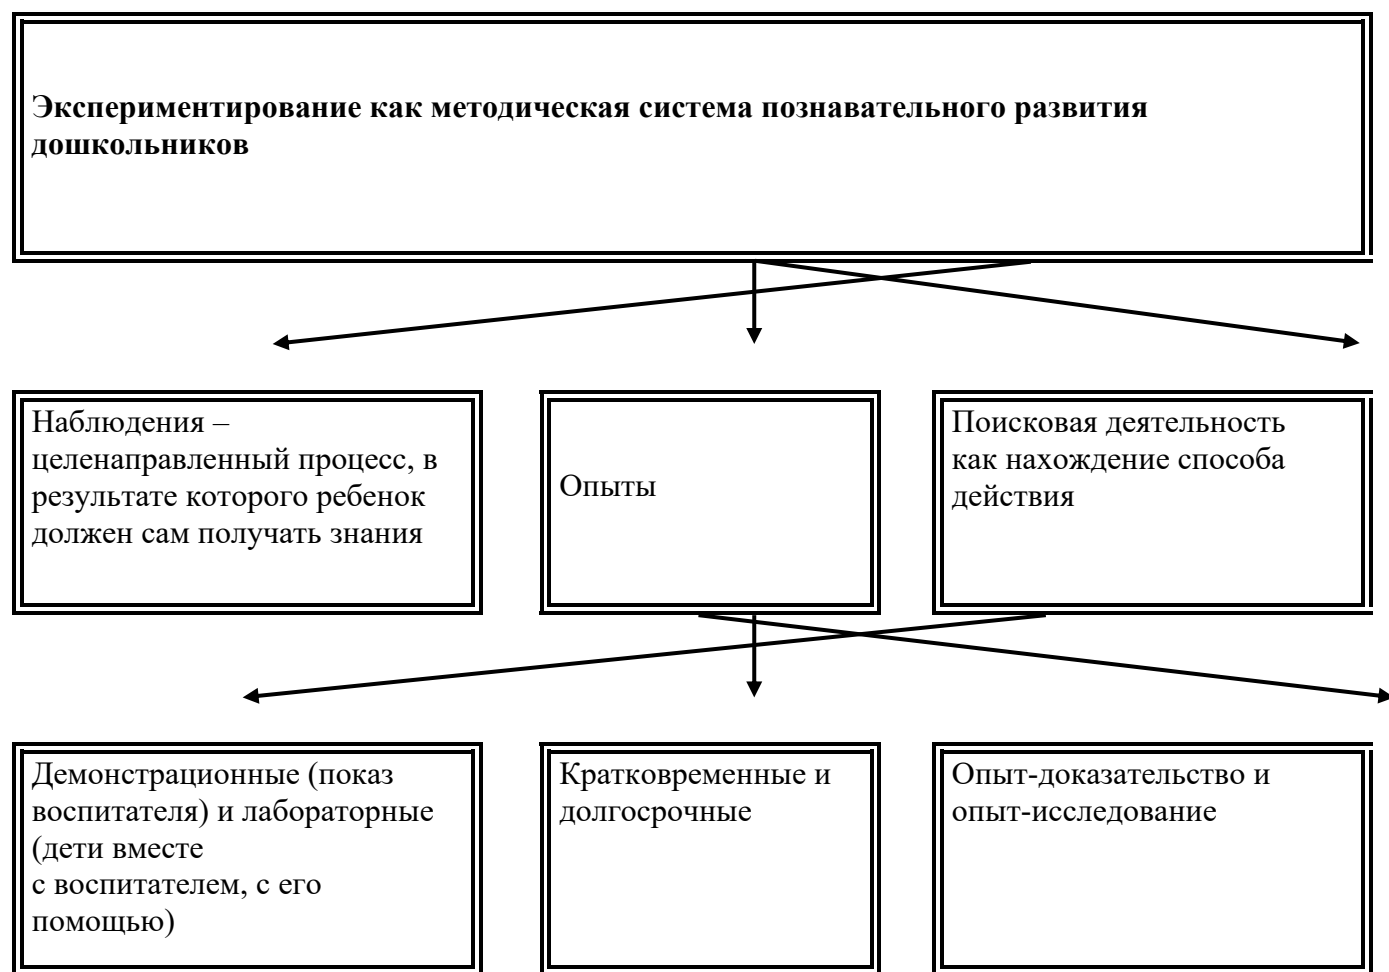 Экспериментирование как методическая система познавательного развития
дошкольников
Наблюдения –
целенаправленный процесс, в
результате которого ребенок
должен сам получать знания
Опыты
Поисковая деятельность
как нахождение способа
действия
Демонстрационные (показ
воспитателя) и лабораторные
(дети вместе
с воспитателем, с его
помощью)
Кратковременные и
долгосрочные
Опыт-доказательство и
опыт-исследование